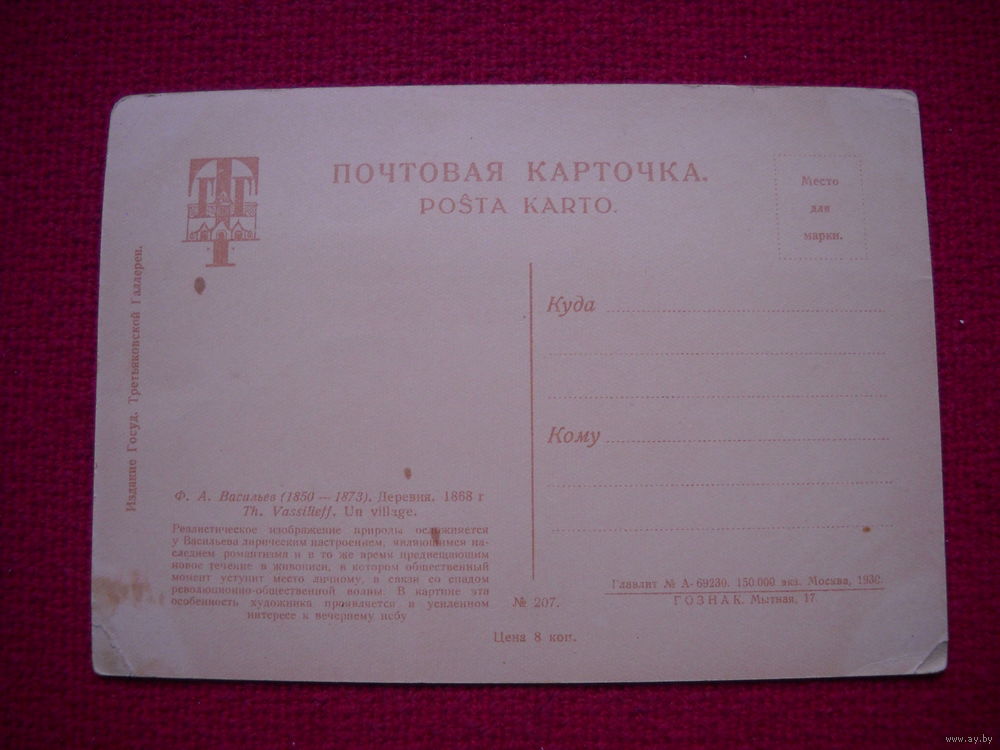 ПОЧТОВАЯ КАРТОЧКА.
POŜTA KARTO.
Место
для
марки.
Издание Госуд. Третьяковской Галлереи.
Куда
Кому
Ф. А. Васильев (1850 — 1873). Деревня. 1868 г
Th. Vassilieff. Un village.
Реалистическое изображение природы осложняется
у Васильева лирическим настроением, являющимся на-
следием романтизма и в то же время предвещающим
новое течение в живописи, в котором общественный
момент уступит место личному, в связи со спадом
революционно-общественной волны. В картине эта
особенность художника проявляется в усиленном
интересе к вечернему небу
№ 207.
Главлит № А-69230. 150.000 экз. Москва, 1930.
ГОЗНАК. Мытная, 17.
Цена 8 коп.
www.ay.by